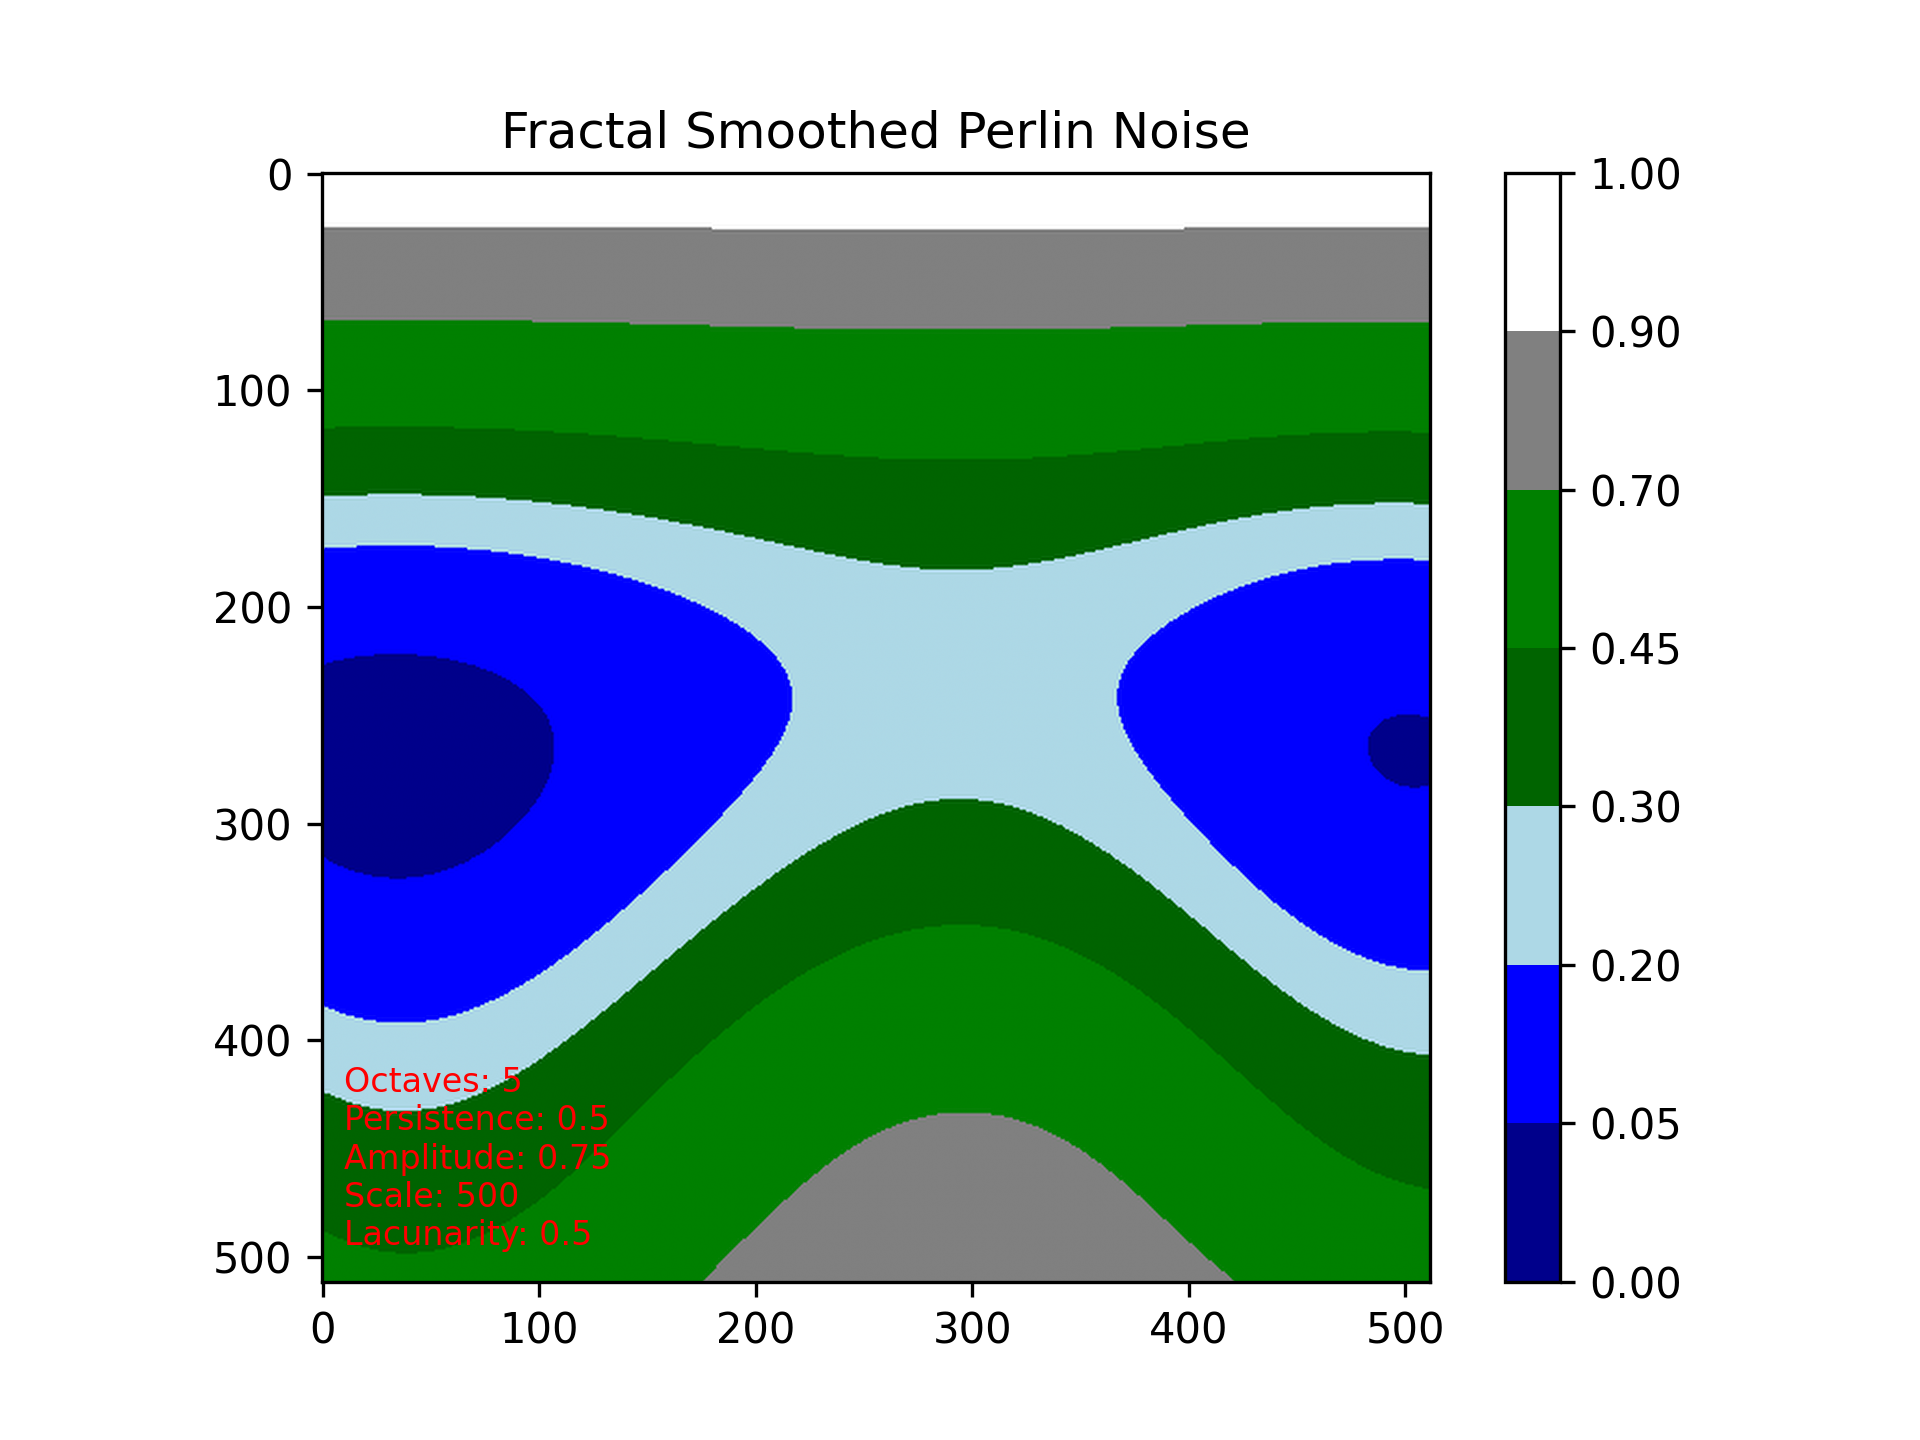 Fractal Smoothed Perlin Noise
0
100
200
300
400
500
Octaves: 5
Persistence: 0.5
Amplitude: 0.75
Scale: 500
Lacunarity: 0.5
0 100 200 300 400 500
1.00
0.90
0.70
0.45
0.30
0.20
0.05
0.00